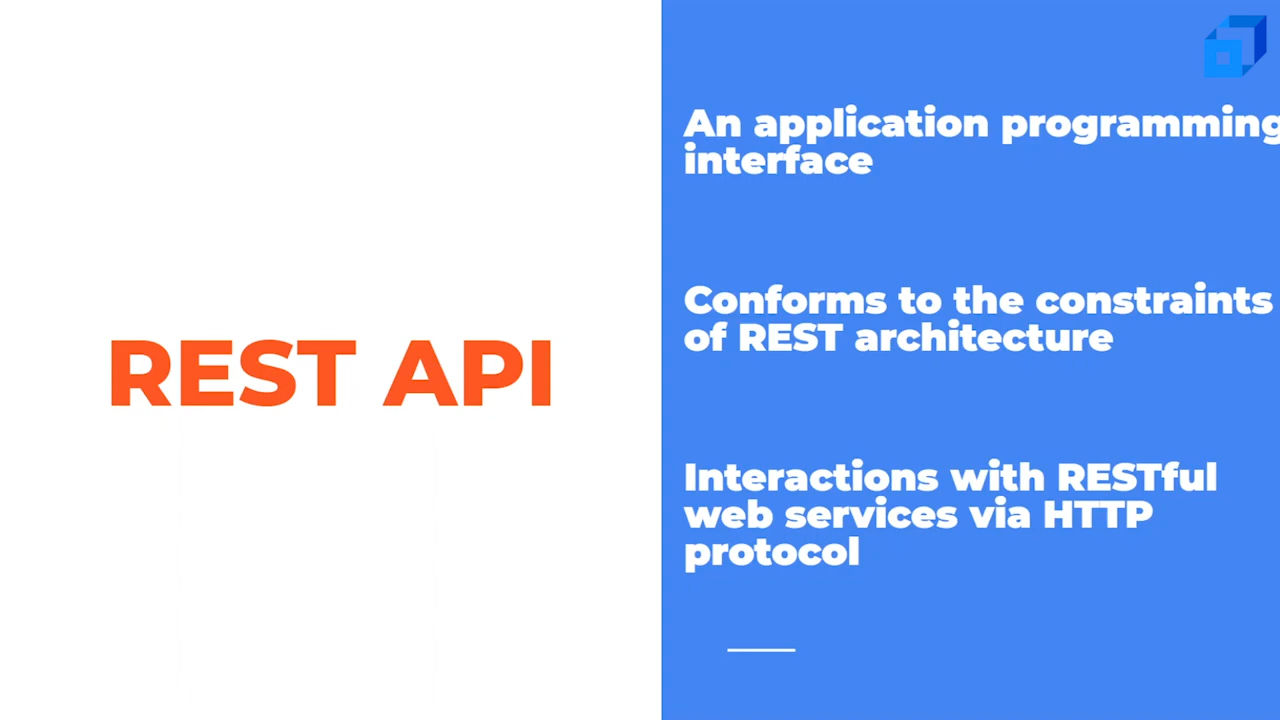 REST API
An application programming
interface
Conforms to the constraints
of REST architecture
Interactions with RESTful
web services via HTTP
protocol